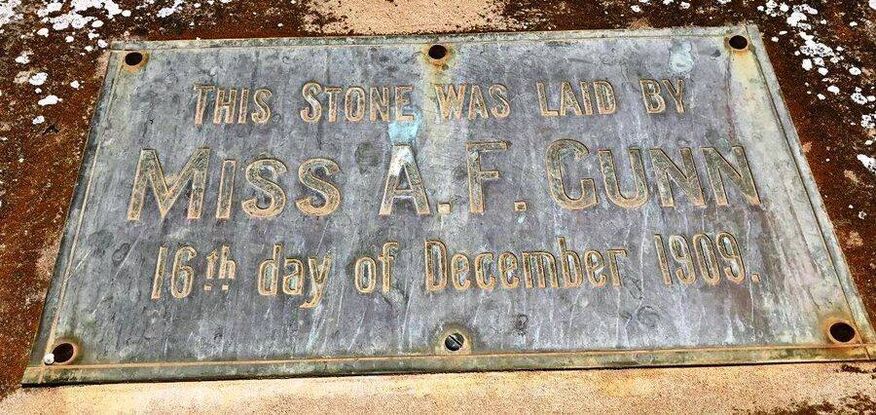 THIS STONE WAS LAID BY
MISS A.F. GUNN
16th day of December 1909.